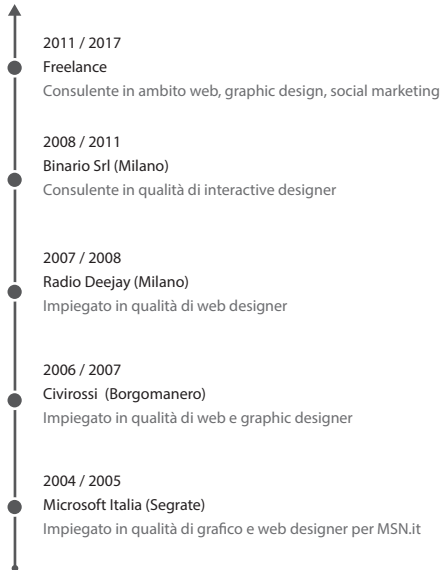 2011 / 2017
Freelance
Consulente in ambito web, graphic design, social marketing
2008 / 2011
Binario Srl (Milano)
Consulente in qualità di interactive designer
2007 / 2008
Radio Deejay (Milano)
Impiegato in qualità di web designer
2006 / 2007
Civirossi (Borgomanero)
Impiegato in qualità di web e graphic designer
2004 / 2005
Microsoft Italia (Segrate)
Impiegato in qualità di grafico e web designer per MSN.it